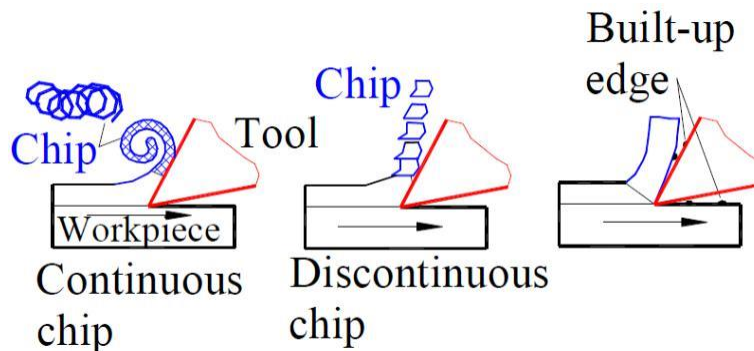 Chip
Tool
Workpiece
Continuous
chip
Chip
Discontinuous
chip
Built-up
edge